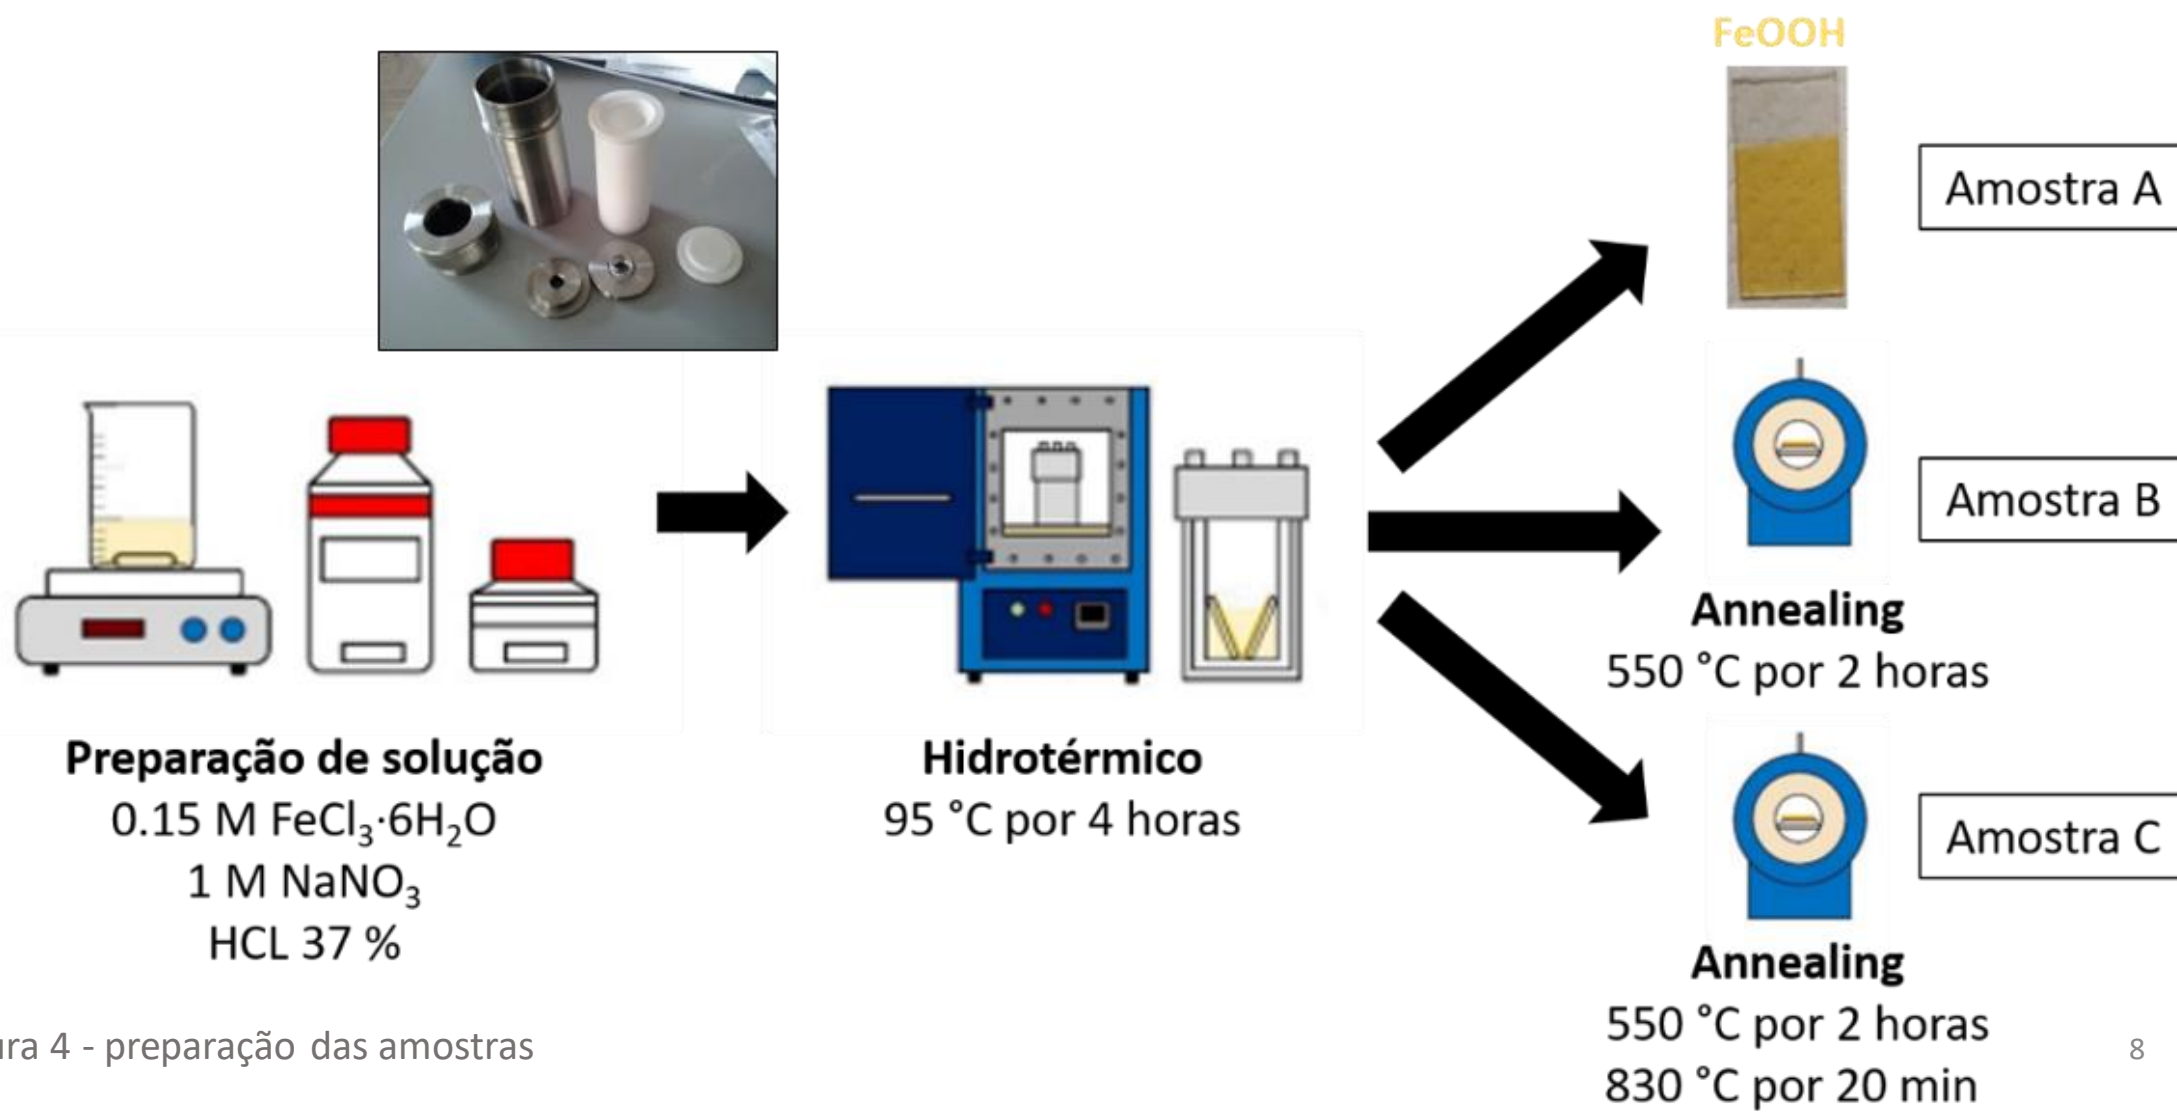 FeOOH
Amostra A
Amostra B
Annealing
550 °C por 2 horas
Preparação de solução
0.15 M FeCl₃·6H₂O
1 M NaNO₃
HCL 37 %
Hidrotérmico
95 °C por 4 horas
Amostra C
Annealing
550 °C por 2 horas
830 °C por 20 min
ura 4 - preparação das amostras
8